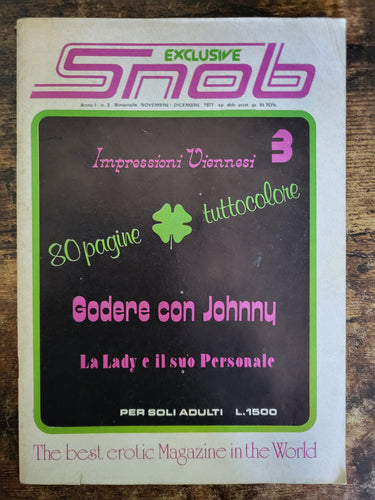 EXCLUSIVE
Snob
Anno I - n. 3 Bimensile NOVEMBRE - DICEMBRE, 1977 sp. abb. post. gr. III 70%
Impressioni Viennesi 3
80 pagine tuttocolore
Godere con Johnny
La Lady e il suo Personale
PER SOLI ADULTI L.1500
The best erotic Magazine in the World